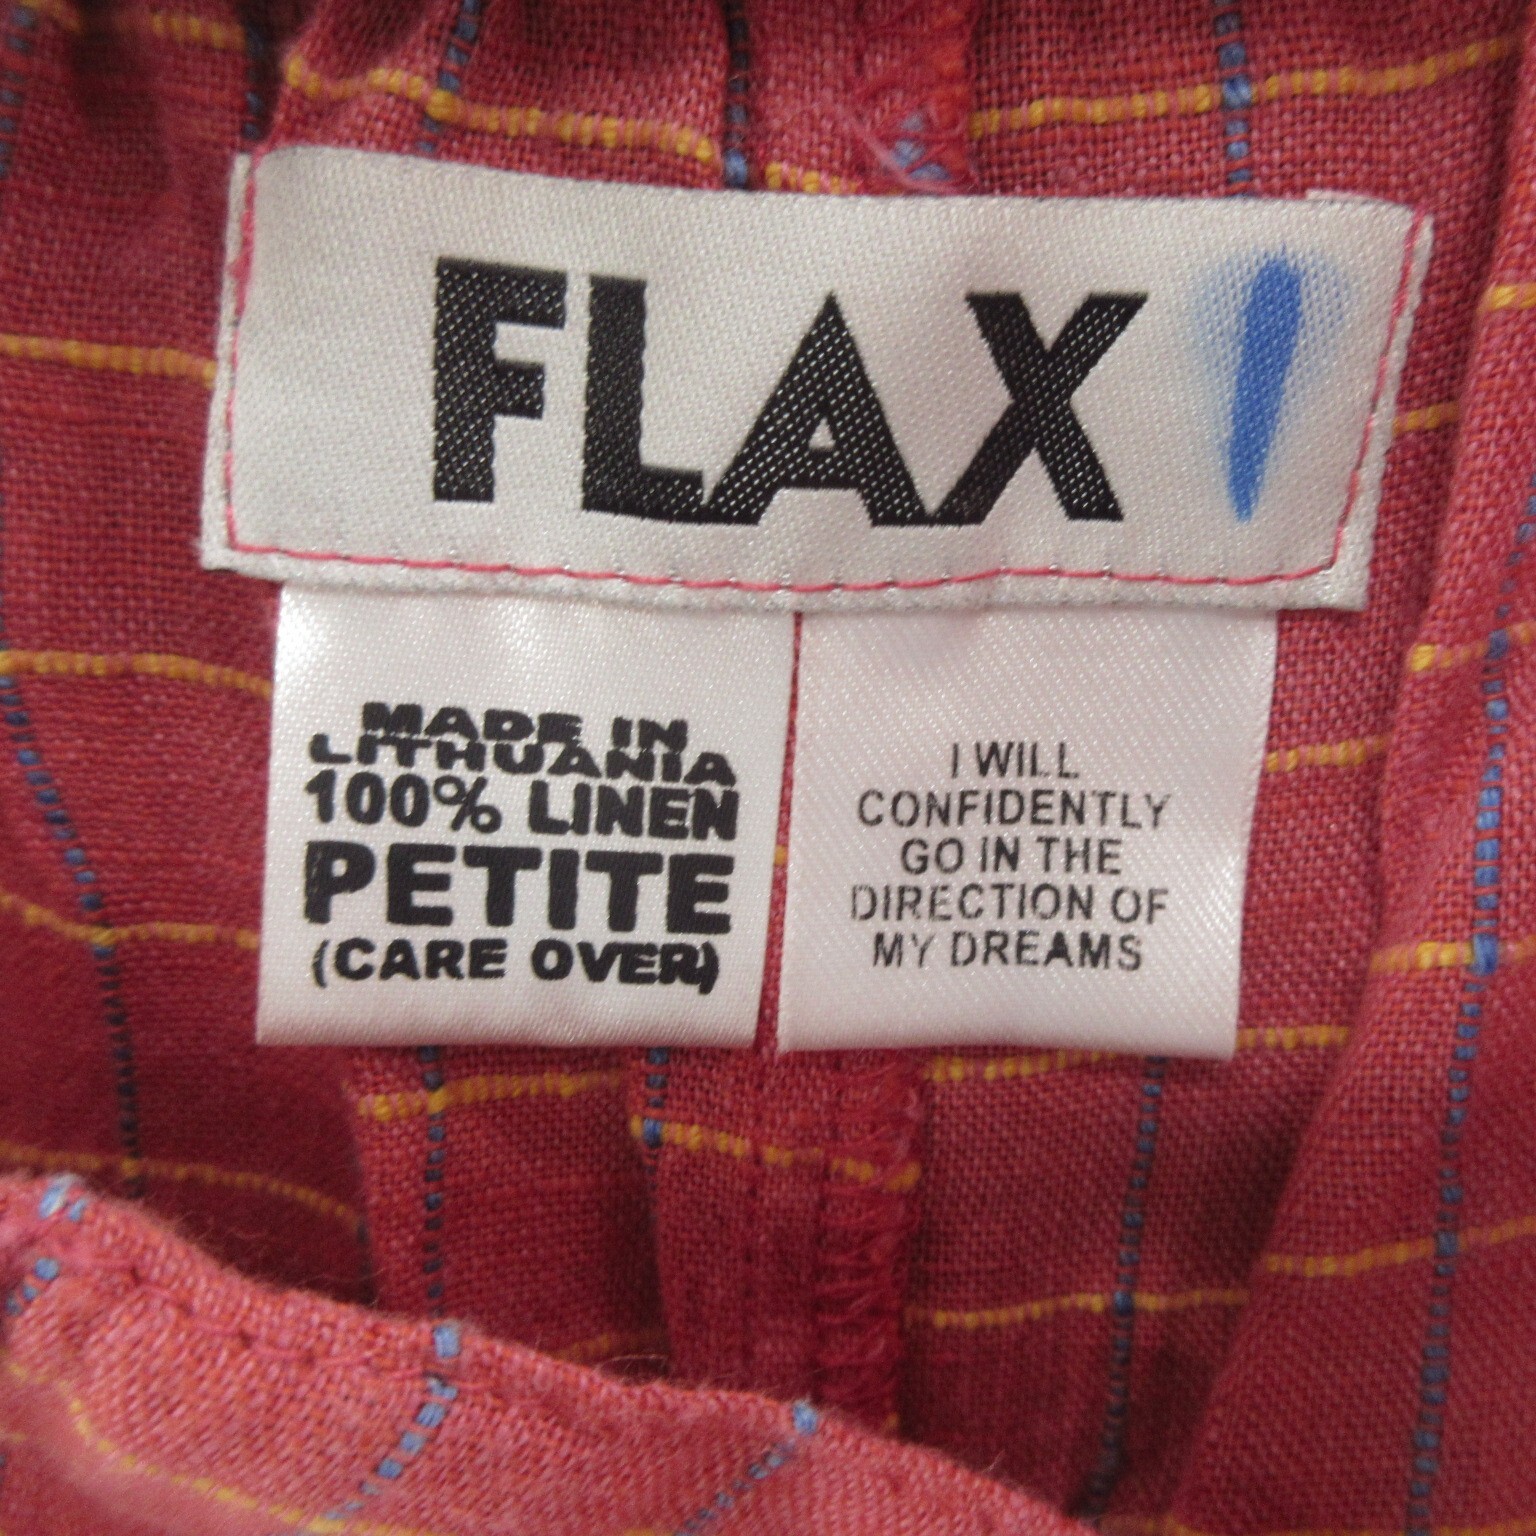 FLAX
MADE IN
LITHUANIA
100% LINEN
PETITE
(CARE OVER)
I WILL
CONFIDENTLY
GO IN THE
DIRECTION OF
MY DREAMS